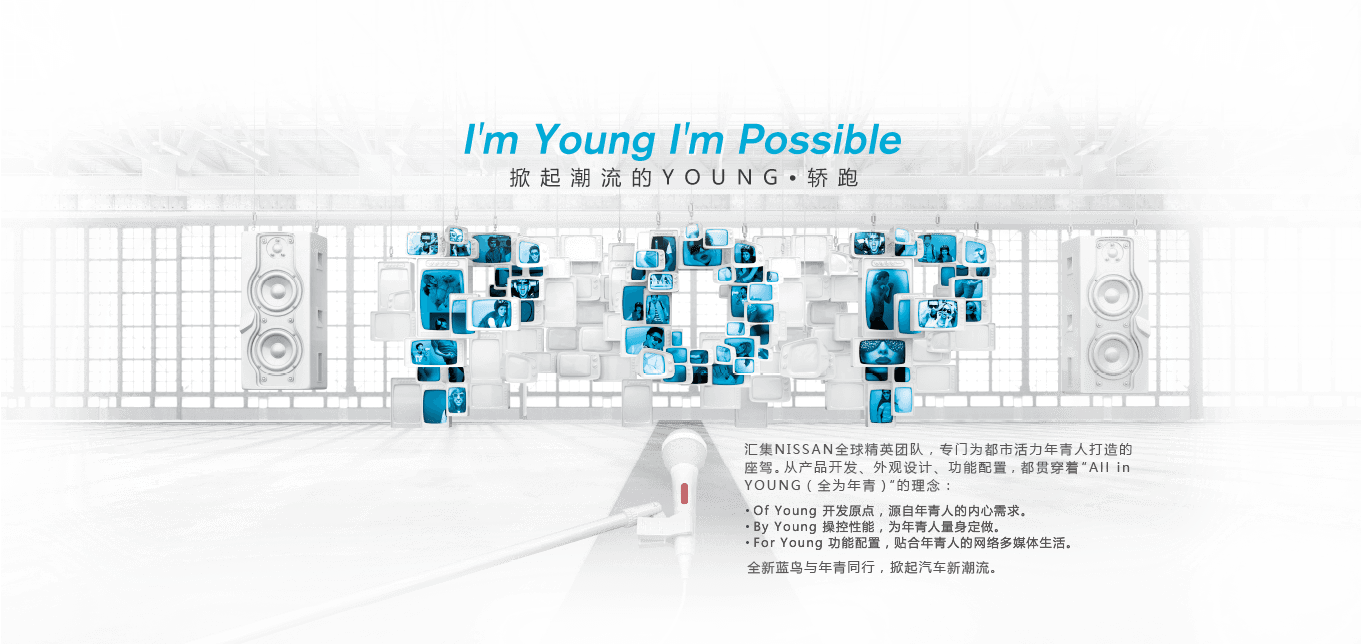 I'm Young I'm Possible
掀起潮流的YOUNG•轿跑
POP
汇集NISSAN全球精英团队，专门为都市活力年青人打造的
座驾。从产品开发、外观设计、功能配置，都贯穿着“All in
YOUNG（全为年青）”的理念：
•Of Young 开发原点，源自年青人的内心需求。
•By Young 操控性能，为年青人量身定做。
•For Young 功能配置，贴合年青人的网络多媒体生活。
全新蓝鸟与年青同行，掀起汽车新潮流。